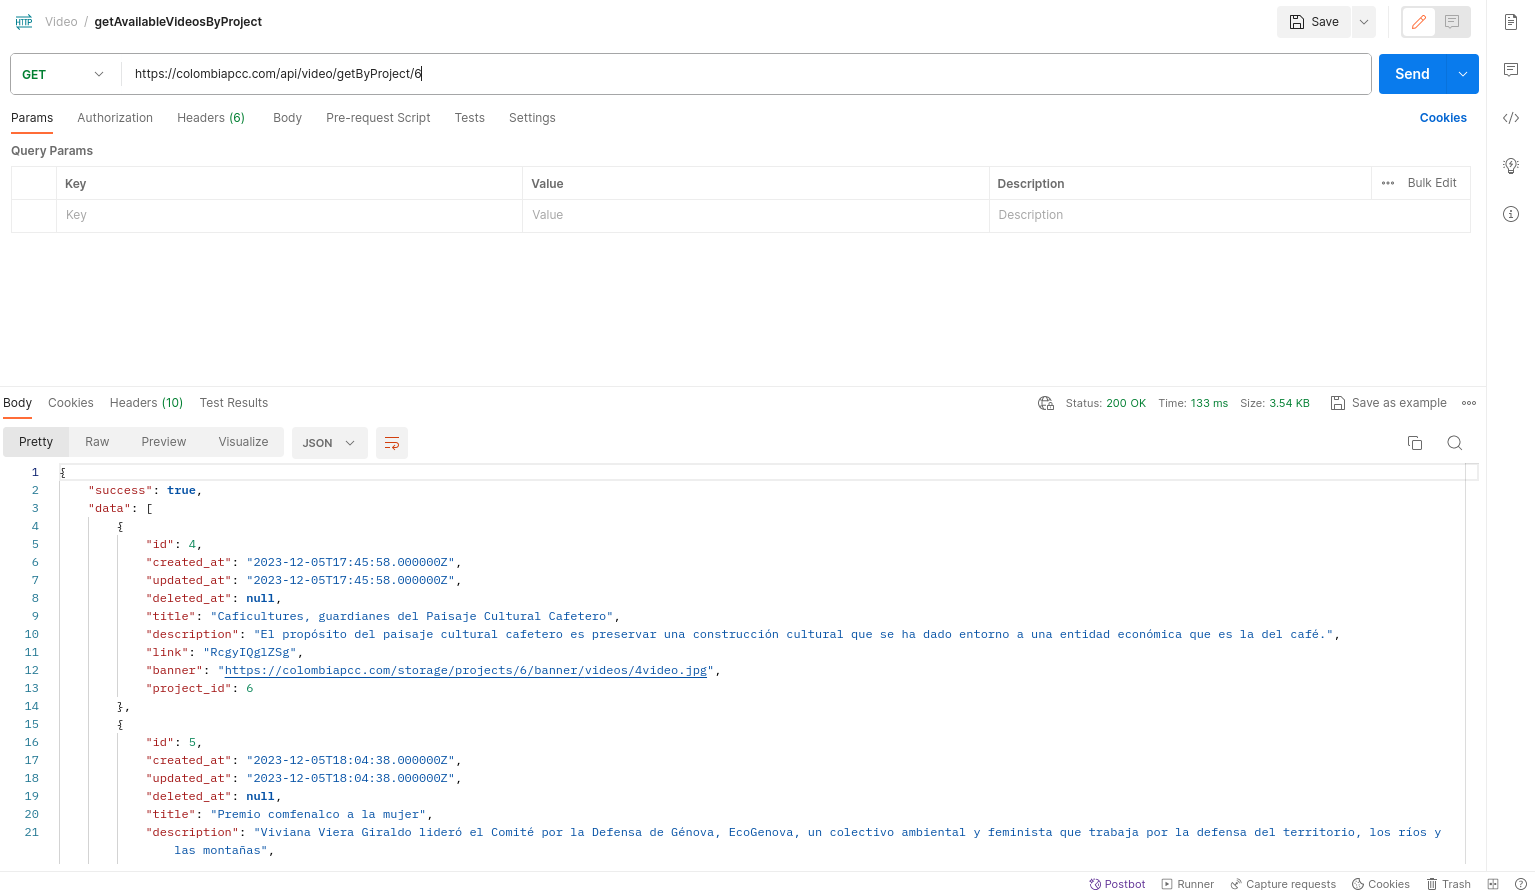 HTTP Video / getAvailableVideosByProject Save
GET https://colombiapcc.com/api/video/getByProject/6 Send
Params Authorization Headers (6) Body Pre-request Script Tests Settings Cookies
Query Params
Key Value Description Bulk Edit
Key Value Description
Body Cookies Headers (10) Test Results Status: 200 OK Time: 133 ms Size: 3.54 KB Save as example
Pretty Raw Preview Visualize JSON
1 {
2 "success": true,
3 "data": [
4 {
5 "id": 4,
6 "created_at": "2023-12-05T17:45:58.000000Z",
7 "updated_at": "2023-12-05T17:45:58.000000Z",
8 "deleted_at": null,
9 "title": "Caficultures, guardianes del Paisaje Cultural Cafetero",
10 "description": "El propósito del paisaje cultural cafetero es preservar una construcción cultural que se ha dado entorno a una entidad económica que es la del café.",
11 "link": "RcgyIQglZSg",
12 "banner": "https://colombiapcc.com/storage/projects/6/banner/videos/4video.jpg",
13 "project_id": 6
14 },
15 {
16 "id": 5,
17 "created_at": "2023-12-05T18:04:38.000000Z",
18 "updated_at": "2023-12-05T18:04:38.000000Z",
19 "deleted_at": null,
20 "title": "Premio comfenalco a la mujer",
21 "description": "Viviana Viera Giraldo lideró el Comité por la Defensa de Génova, EcoGenova, un colectivo ambiental y feminista que trabaja por la defensa del territorio, los ríos y
las montañas",
Postbot Runner Capture requests Cookies Trash